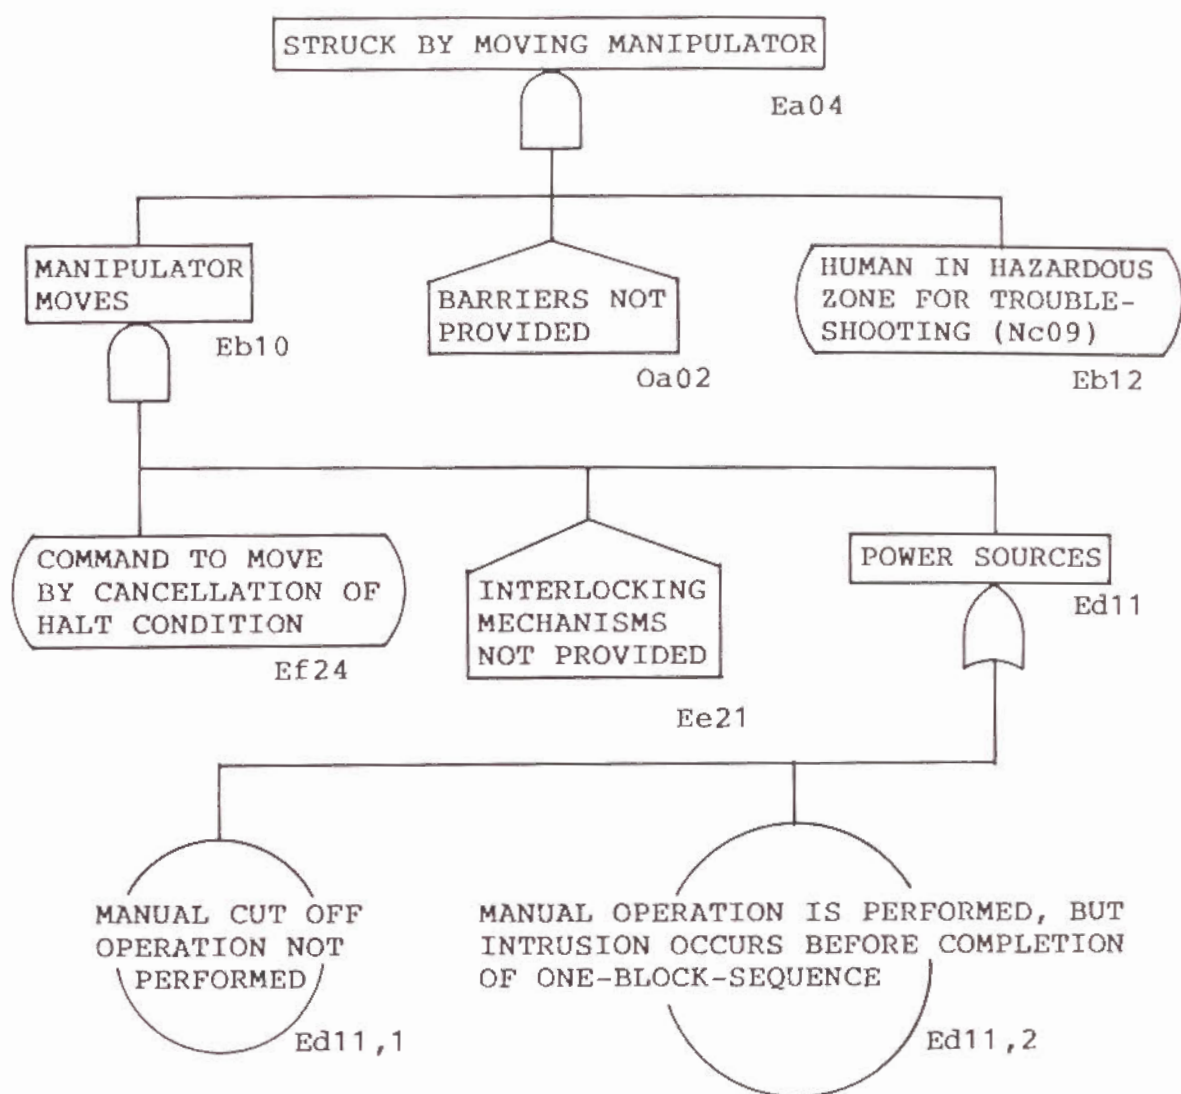 STRUCK BY MOVING MANIPULATOR
Ea04
MANIPULATOR
MOVES
Eb10
BARRIERS NOT
PROVIDED
Oa02
HUMAN IN HAZARDOUS
ZONE FOR TROUBLE-
SHOOTING (Nc09)
Eb12
COMMAND TO MOVE
BY CANCELLATION OF
HALT CONDITION
Ef24
INTERLOCKING
MECHANISMS
NOT PROVIDED
Ee21
POWER SOURCES
Ed11
MANUAL CUT OFF
OPERATION NOT
PERFORMED
Ed11,1
MANUAL OPERATION IS PERFORMED, BUT
INTRUSION OCCURS BEFORE COMPLETION
OF ONE-BLOCK-SEQUENCE
Ed11,2